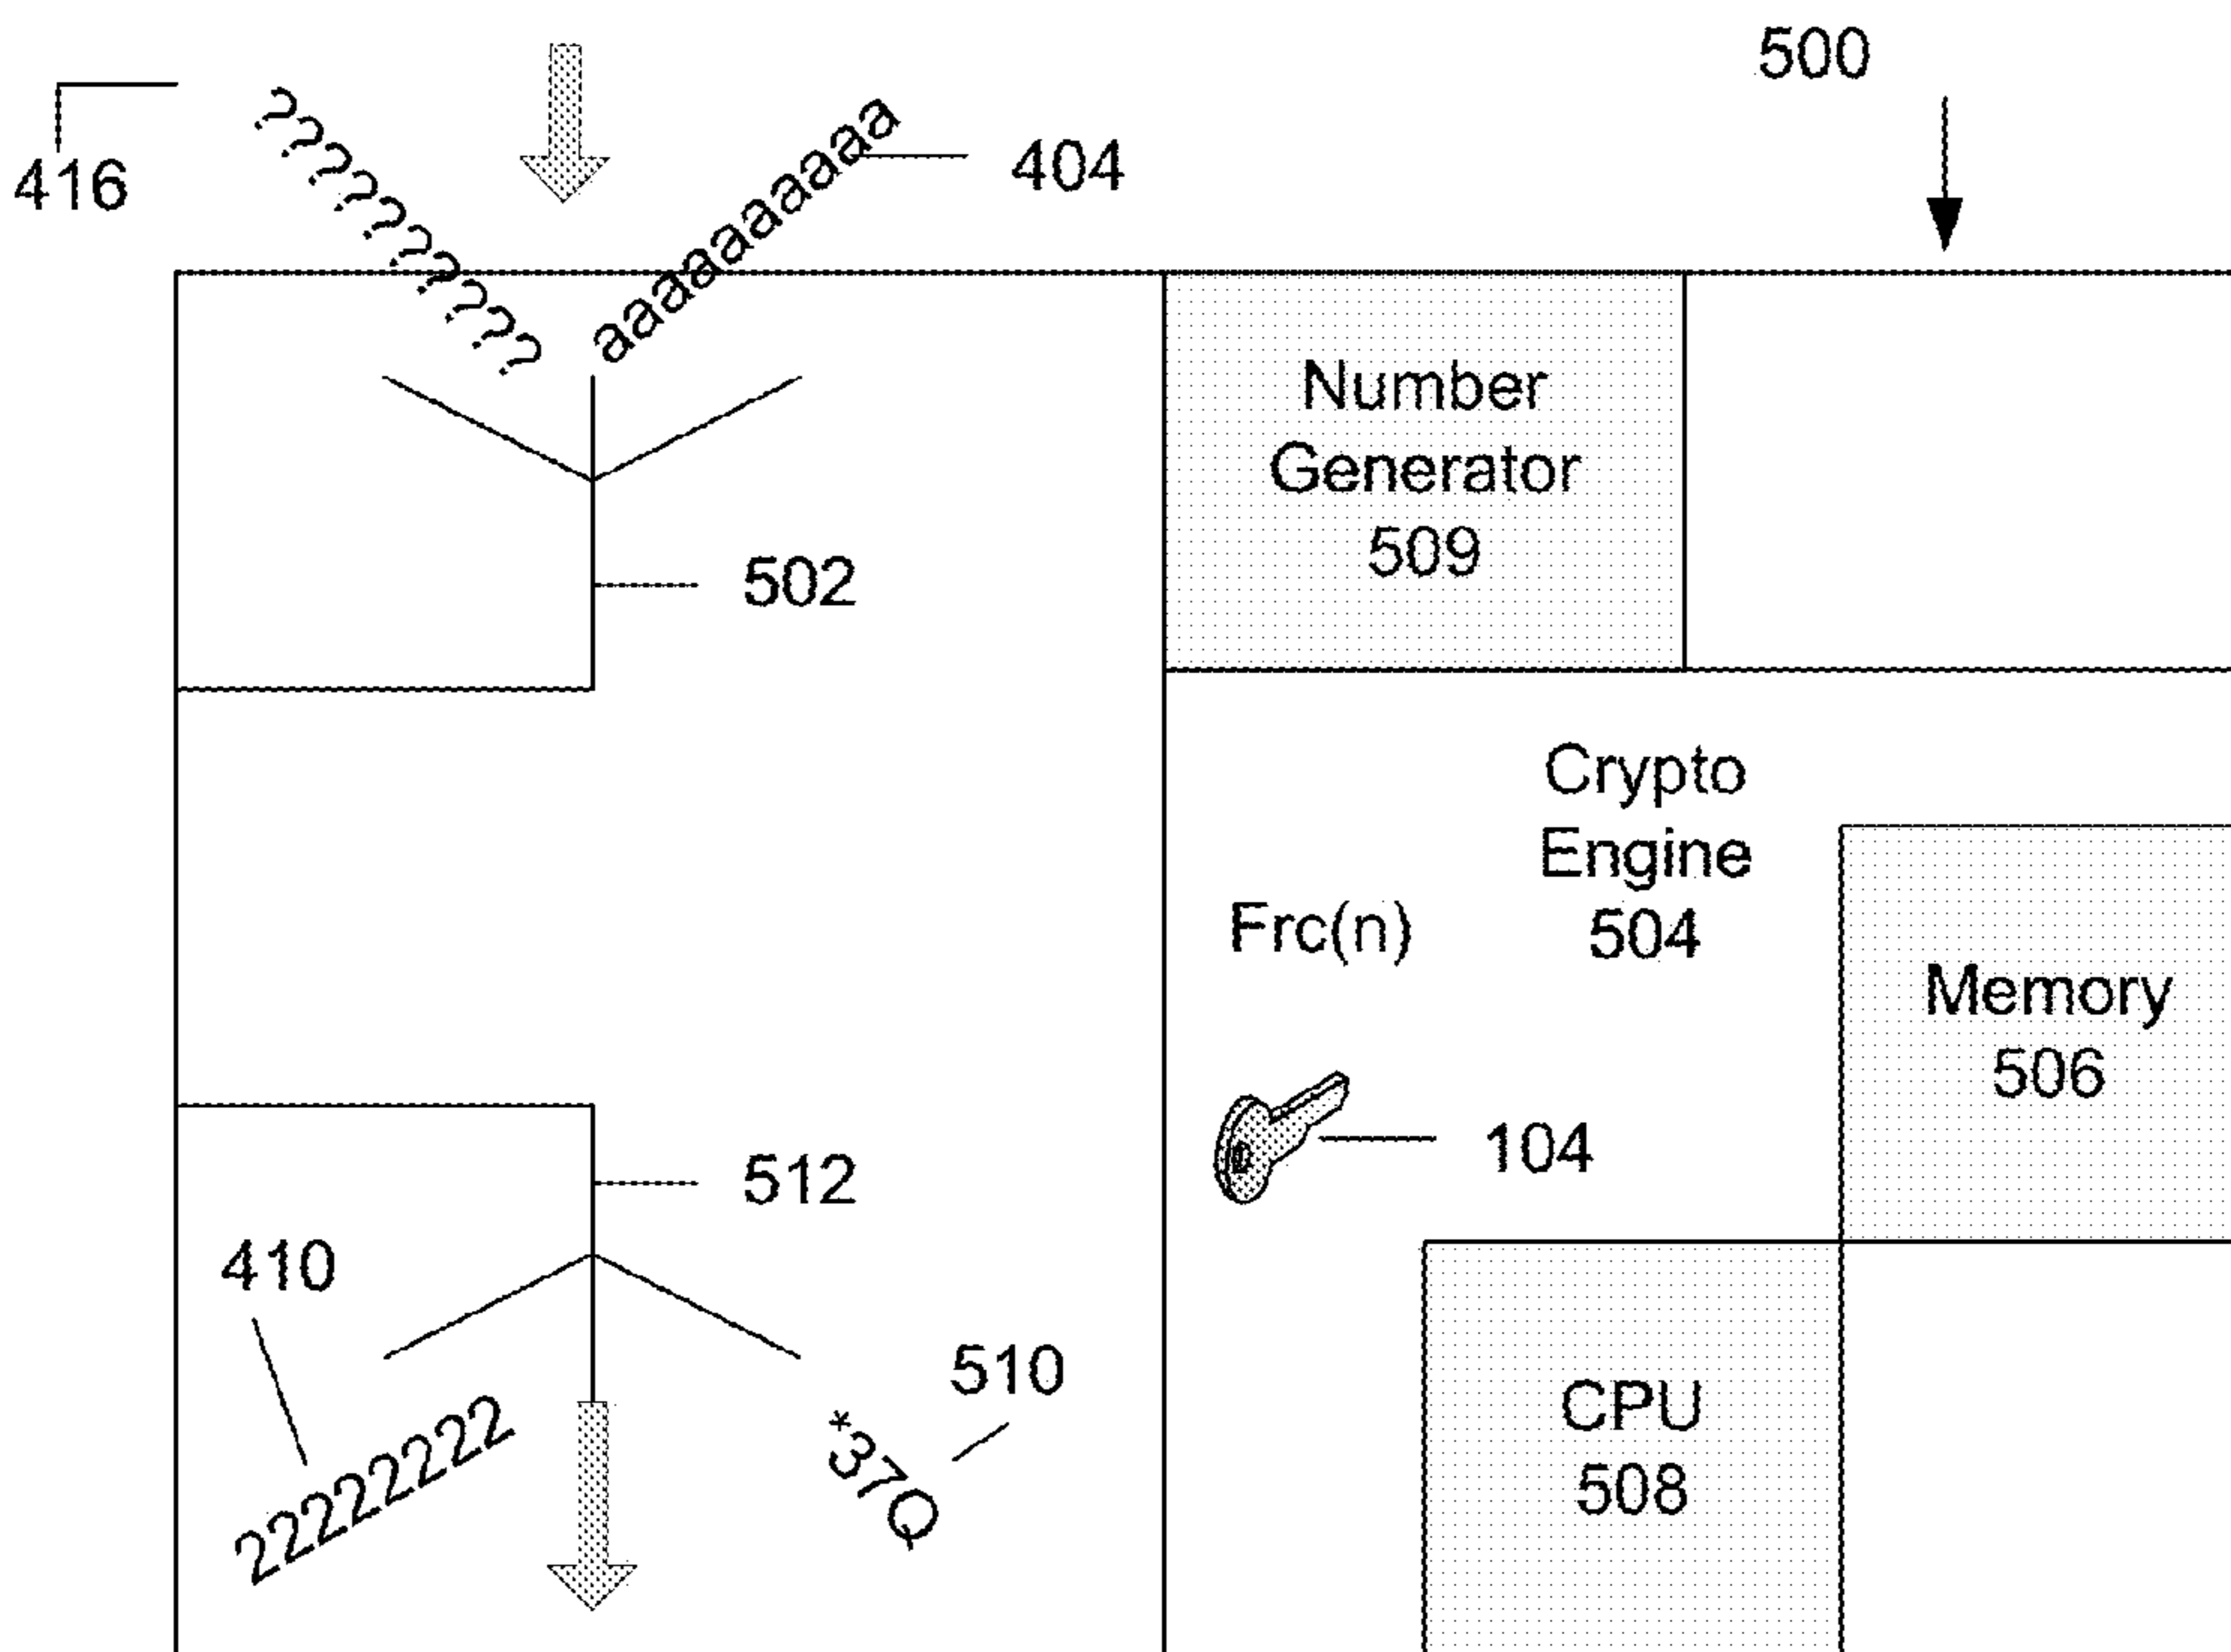 500
416
??????????
aaaaaaaaaa
404
Number
Generator
509
502
Crypto
Engine
504
Frc(n)
Memory
506
104
512
410
510
22222222
*37Q
CPU
508